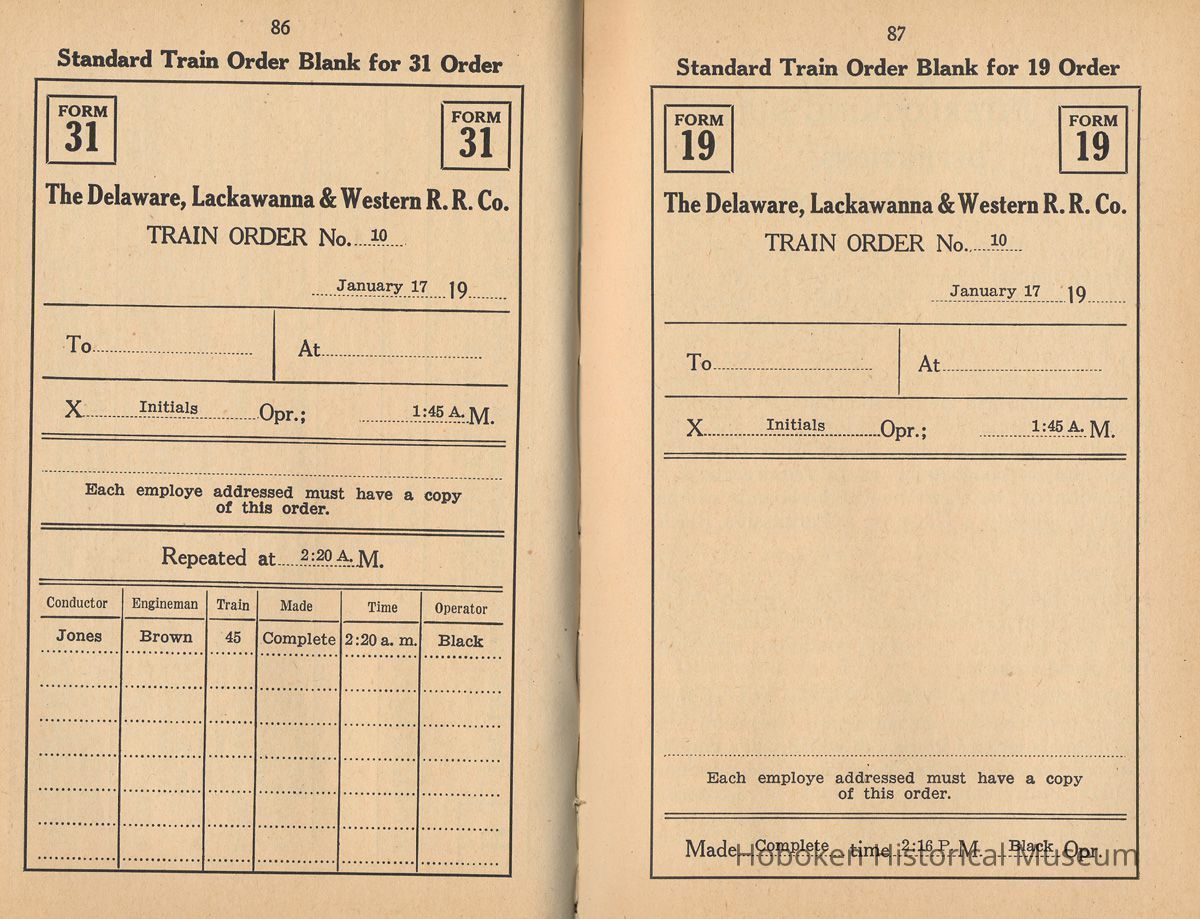 86
Standard Train Order Blank for 31 Order
FORM 31
FORM 31
The Delaware, Lackawanna & Western R. R. Co.
TRAIN ORDER No. 10
January 17 19
To At
X Initials Opr.; 1:45 A. M.
Each employe addressed must have a copy
of this order.
Repeated at 2:20 A. M.
Conductor Engineman Train Made Time Operator
Jones Brown 45 Complete 2:20 a. m. Black
87
Standard Train Order Blank for 19 Order
FORM 19
FORM 19
The Delaware, Lackawanna & Western R. R. Co.
TRAIN ORDER No. 10
January 17 19
To At
X Initials Opr.; 1:45 A. M.
Each employe addressed must have a copy
of this order.
Made Complete time 2:16 P. M. Black Opr.
Hoboken Historical Museum